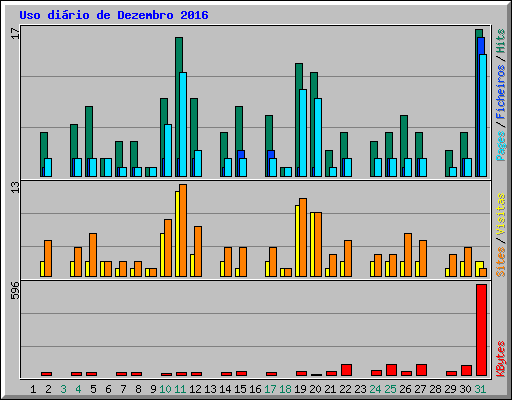 Uso diário de Dezembro 2016
17
Pages / Ficheiros / Hits
13
Sites / Visitas
596
KBytes
1 2 3 4 5 6 7 8 9 10 11 12 13 14 15 16 17 18 19 20 21 22 23 24 25 26 27 28 29 30 31